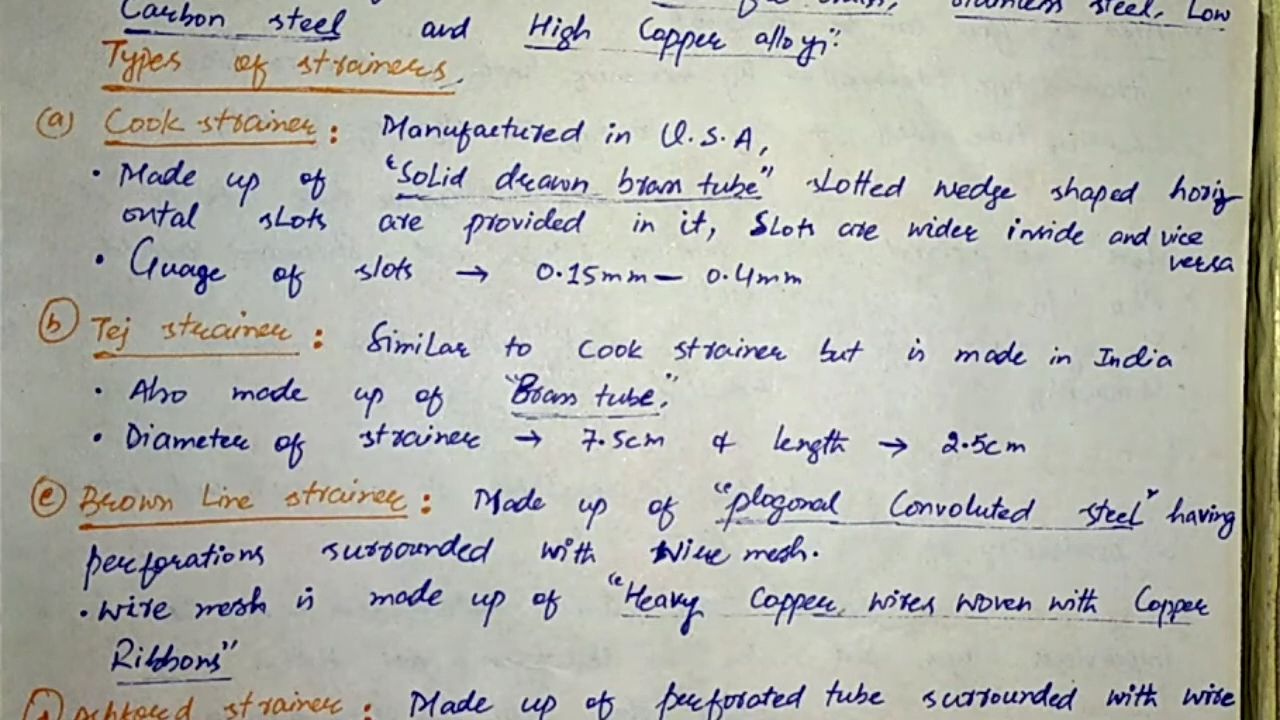 stainless steel, Low
Carbon steel and High Copper alloy."
Types of strainers.
(a) Cook strainer : Manufactured in U.S.A,
• Made up of "Solid drawn brass tube" slotted wedge shaped horiz
ontal slots are provided in it, Slots are wider inside and vice
versa
• Guage of slots → 0.15mm – 0.4mm
(b) Tej strainer : Similar to Cook strainer but is made in India
• Also made up of "Brass tube."
• Diameter of strainer → 7.5cm & length → 2.5cm
(c) Brown Line strainer : Made up of "plogonal Convoluted steel" having
perforations surrounded with wire mesh.
• wire mesh is made up of "Heavy Copper wires woven with Copper
Ribbons"
strainer : Made up of perforated tube surrounded with wire